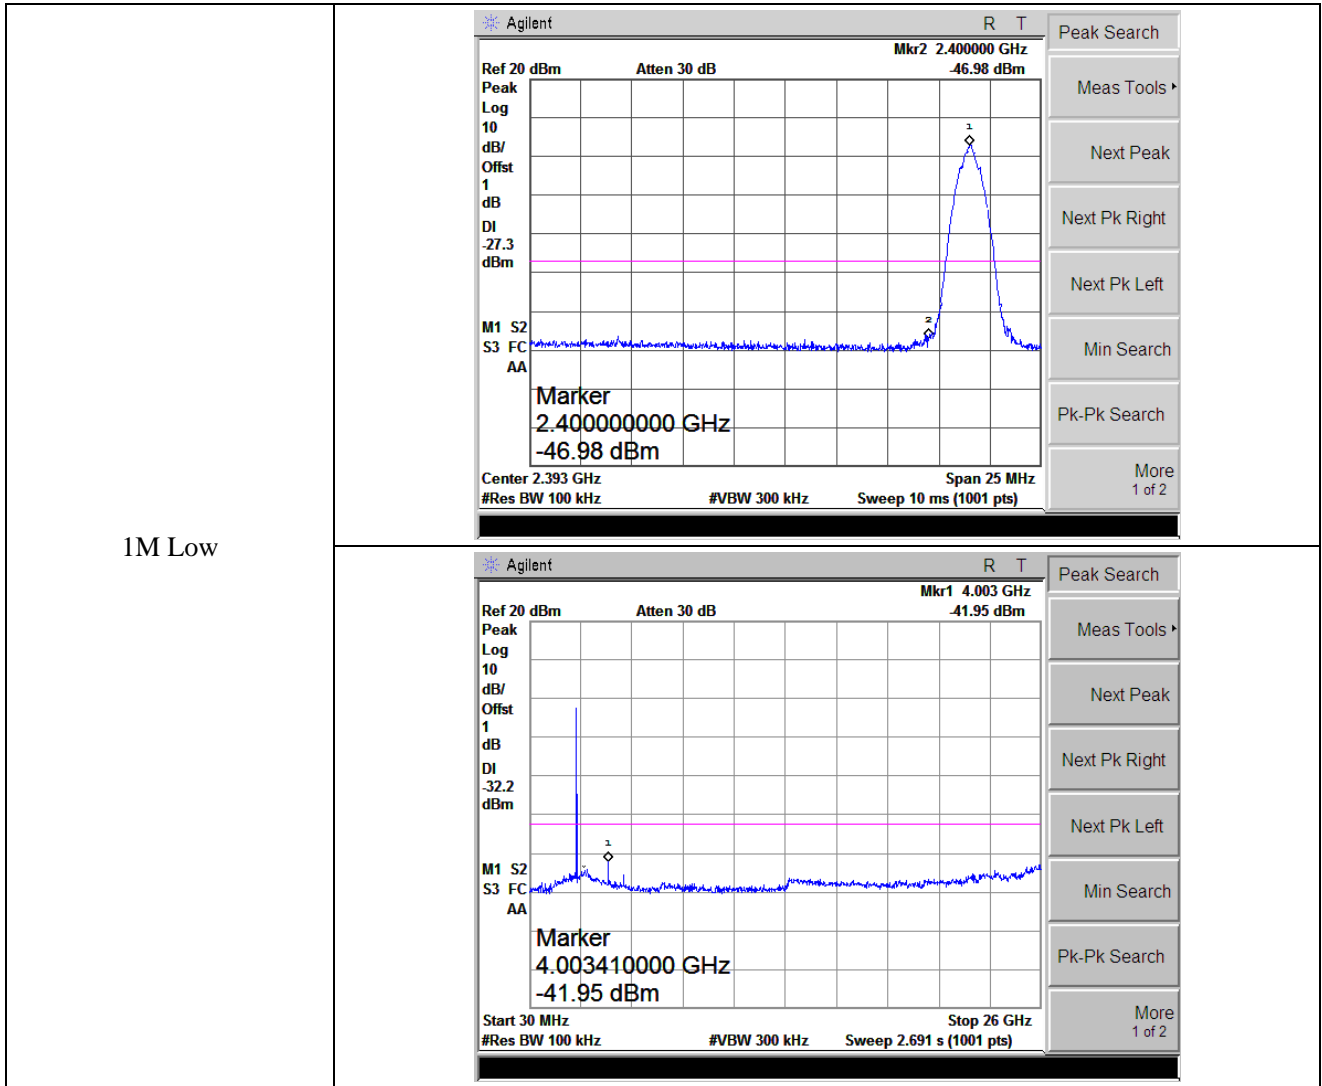 1M Low
Agilent R T
Mkr2 2.400000 GHz
Ref 20 dBm Atten 30 dB -46.98 dBm
Peak
Log
10
dB/
Offst
1
dB
DI
-27.3
dBm
M1 S2
S3 FC
AA
1
2
Marker
2.400000000 GHz
-46.98 dBm
Center 2.393 GHz Span 25 MHz
#Res BW 100 kHz #VBW 300 kHz Sweep 10 ms (1001 pts)
Peak Search
Meas Tools
Next Peak
Next Pk Right
Next Pk Left
Min Search
Pk-Pk Search
More
1 of 2
Agilent R T
Mkr1 4.003 GHz
Ref 20 dBm Atten 30 dB -41.95 dBm
Peak
Log
10
dB/
Offst
1
dB
DI
-32.2
dBm
M1 S2
S3 FC
AA
1
Marker
4.003410000 GHz
-41.95 dBm
Start 30 MHz Stop 26 GHz
#Res BW 100 kHz #VBW 300 kHz Sweep 2.691 s (1001 pts)
Peak Search
Meas Tools
Next Peak
Next Pk Right
Next Pk Left
Min Search
Pk-Pk Search
More
1 of 2